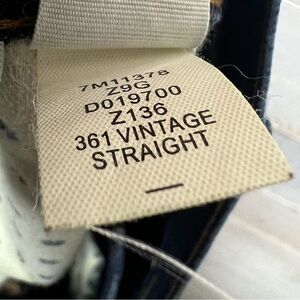 7M11378
Z9G
D019700
Z136
361 VINTAGE
STRAIGHT